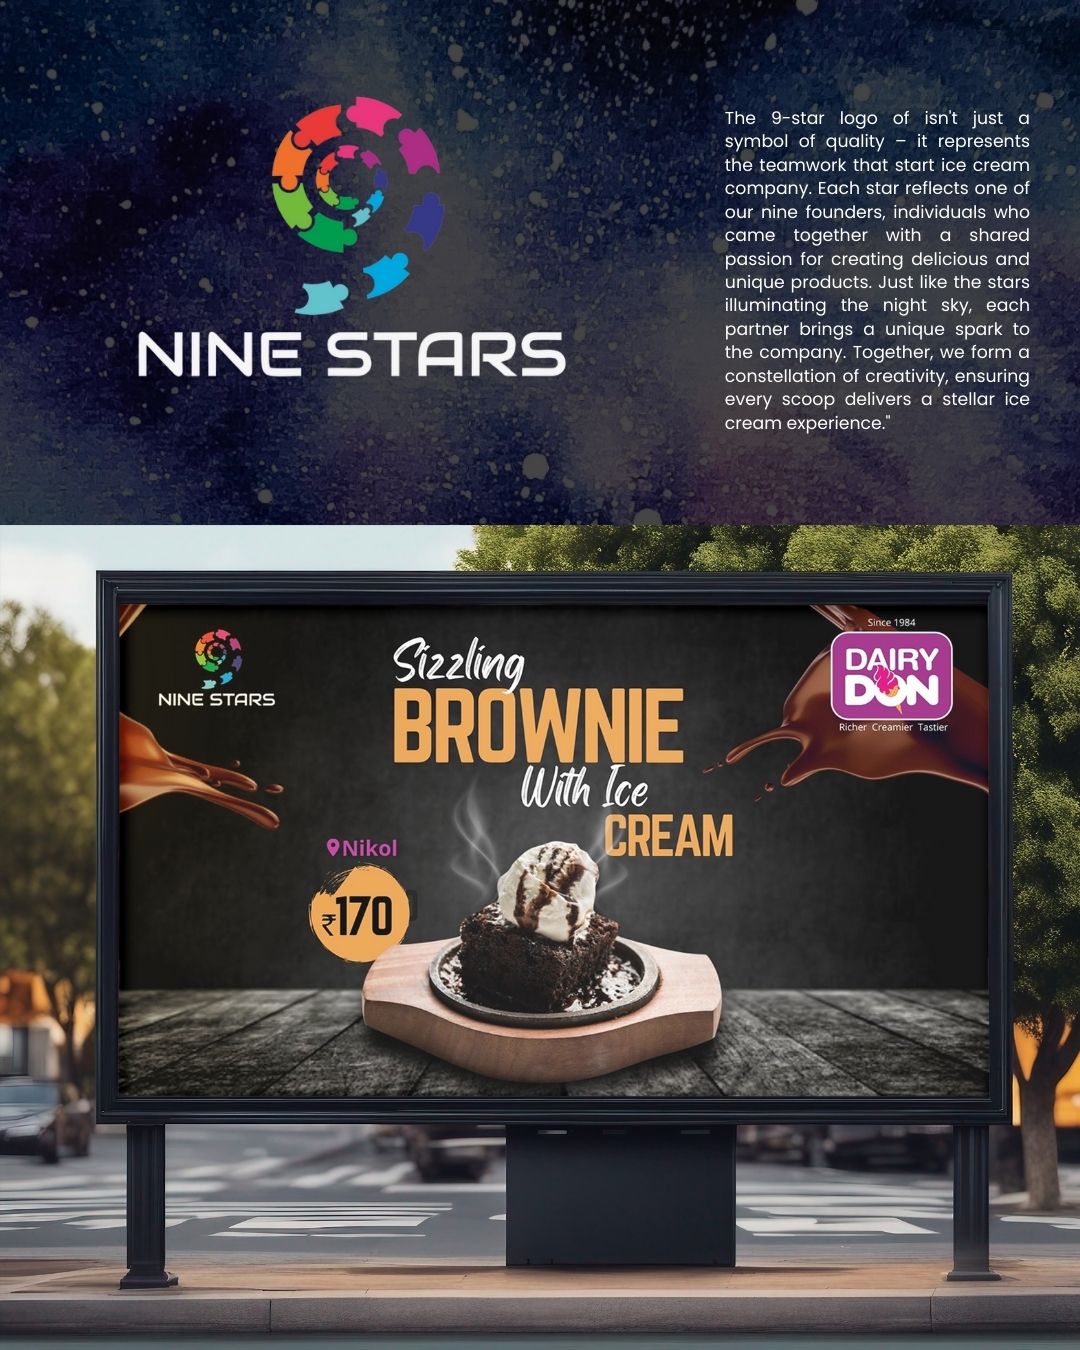 NINE STARS
The 9-star logo of isn't just a
symbol of quality – it represents
the teamwork that start ice cream
company. Each star reflects one of
our nine founders, individuals who
came together with a shared
passion for creating delicious and
unique products. Just like the stars
illuminating the night sky, each
partner brings a unique spark to
the company. Together, we form a
constellation of creativity, ensuring
every scoop delivers a stellar ice
cream experience."
NINE STARS
Sizzling
BROWNIE
With Ice
CREAM
Since 1984
DAIRY
DON
Richer Creamier Tastier
Nikol
₹170